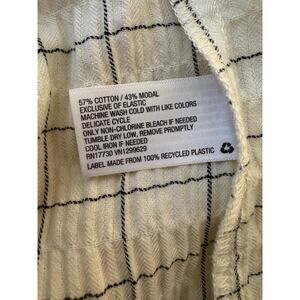 57% COTTON / 43% MODAL
EXCLUSIVE OF ELASTIC
MACHINE WASH COLD WITH LIKE COLORS
DELICATE CYCLE
ONLY NON-CHLORINE BLEACH IF NEEDED
TUMBLE DRY LOW, REMOVE PROMPTLY
COOL IRON IF NEEDED
RN17730 VN1299629
LABEL MADE FROM 100% RECYCLED PLASTIC